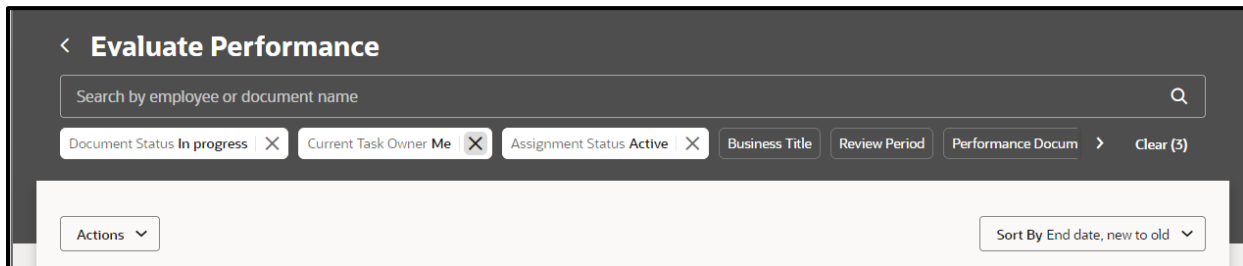 Evaluate Performance
Search by employee or document name
Document Status In progress Current Task Owner Me Assignment Status Active Business Title Review Period Performance Docum Clear (3)
Actions Sort By End date, new to old